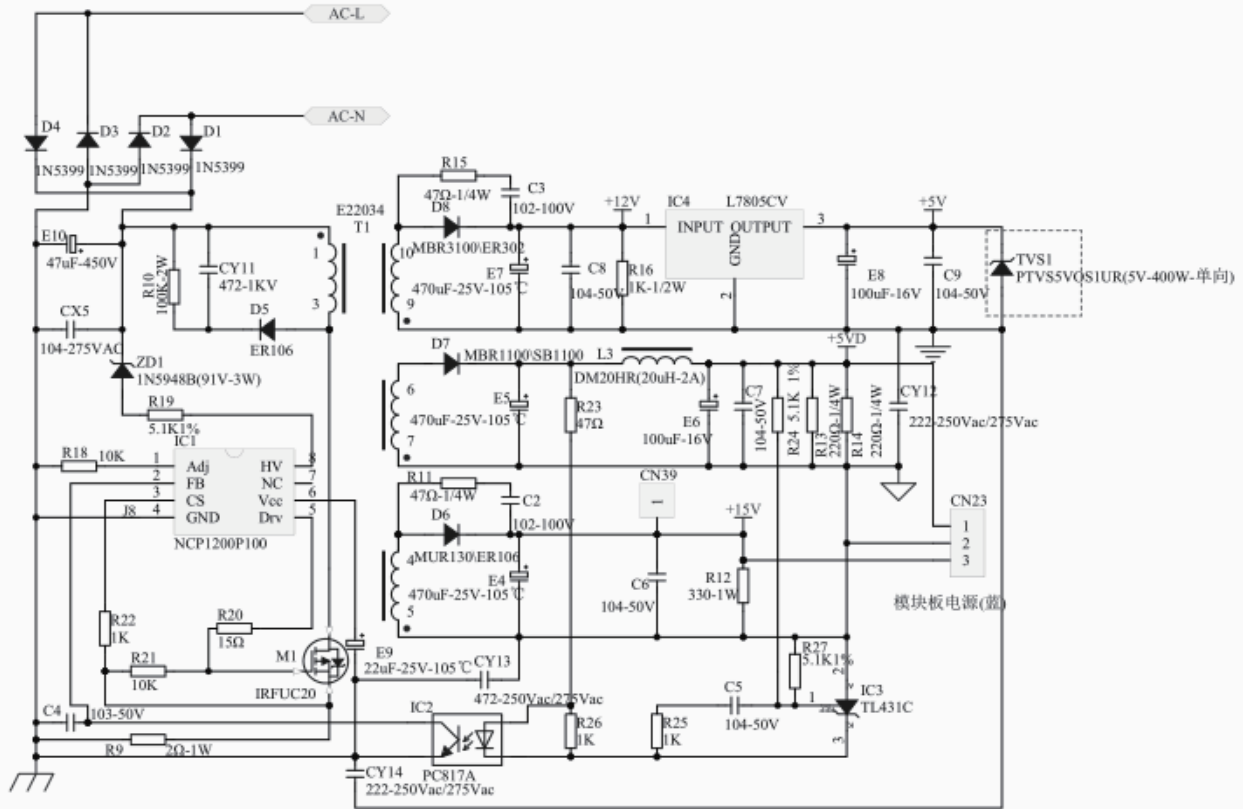 AC-L
AC-N
D4
D3
D2
D1
1N5399
1N5399
1N5399
1N5399
R15
47Ω-1/4W
C3
102-100V
D8
MBR3100\ER302
+12V
IC4
L7805CV
1
INPUT
OUTPUT
3
GND
2
+5V
E22034
T1
1
3
10
9
E10
47uF-450V
R10
100K-2W
CY11
472-1KV
D5
ER106
E7
470uF-25V-105℃
C8
104-50V
R16
1K-1/2W
E8
100uF-16V
C9
104-50V
TVS1
PTVS5VOS1UR(5V-400W-单向)
CX5
104-275VAC
ZD1
1N5948B(91V-3W)
R19
5.1K1%
D7
MBR1100\SB1100
L3
DM20HR(20uH-2A)
+5VD
6
7
E5
470uF-25V-105℃
R23
47Ω
E6
100uF-16V
C7
104-50V
R24
5.1K 1%
R13
220Ω-1/4W
R14
220Ω-1/4W
CY12
222-250Vac/275Vac
IC1
R18
10K
1
2
3
4
Adj
FB
CS
GND
HV
NC
Vcc
Drv
8
7
6
5
J8
NCP1200P100
R11
47Ω-1/4W
C2
102-100V
D6
MUR130\ER106
CN39
1
+15V
4
5
E4
470uF-25V-105℃
C6
104-50V
R12
330-1W
CN23
1
2
3
模块板电源(蓝)
R22
1K
R20
15Ω
R21
10K
M1
IRFUC20
E9
22uF-25V-105℃
CY13
472-250Vac/275Vac
R27
5.1K1%
2
1
IC3
TL431C
3
C5
104-50V
C4
103-50V
IC2
PC817A
R26
1K
R25
1K
R9
2Ω-1W
CY14
222-250Vac/275Vac